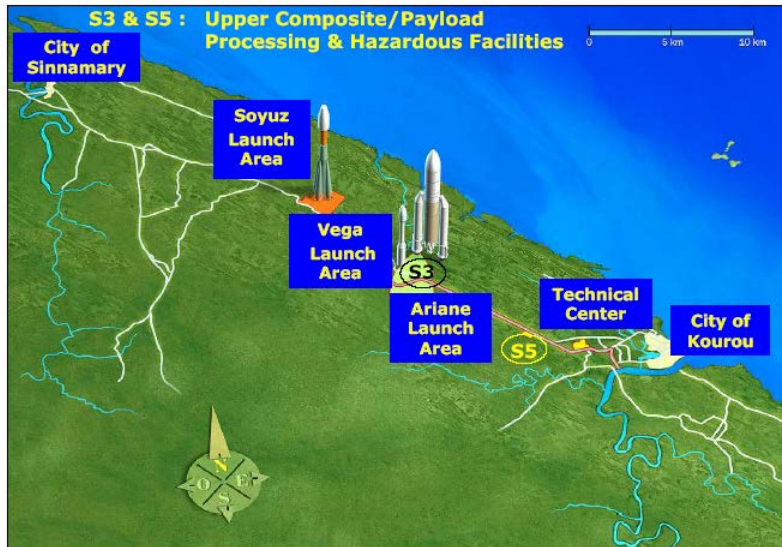 S3 & S5 : Upper Composite/Payload
Processing & Hazardous Facilities
0 5 km 10 km
City of
Sinnamary
Soyuz
Launch
Area
Vega
Launch
Area
S3
Ariane
Launch
Area
S5
Technical
Center
City of
Kourou
N
O E
S